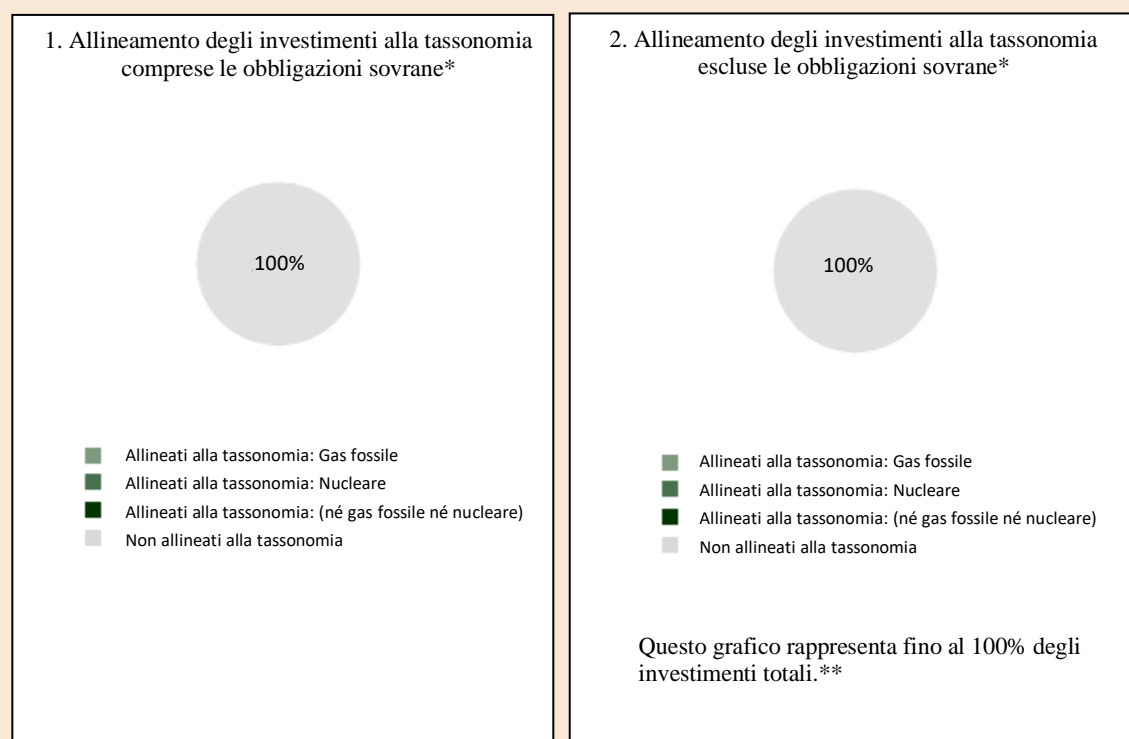 1. Allineamento degli investimenti alla tassonomia
comprese le obbligazioni sovrane*
100%
Allineati alla tassonomia: Gas fossile
Allineati alla tassonomia: Nucleare
Allineati alla tassonomia: (né gas fossile né nucleare)
Non allineati alla tassonomia
2. Allineamento degli investimenti alla tassonomia
escluse le obbligazioni sovrane*
100%
Allineati alla tassonomia: Gas fossile
Allineati alla tassonomia: Nucleare
Allineati alla tassonomia: (né gas fossile né nucleare)
Non allineati alla tassonomia
Questo grafico rappresenta fino al 100% degli
investimenti totali.**